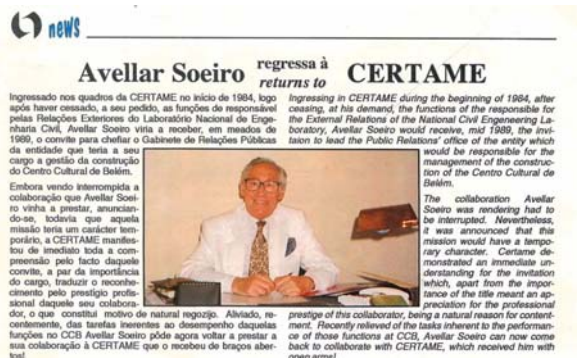 news
Avellar Soeiro regressa à returns to CERTAME
Ingressado nos quadros da CERTAME no início de 1984, logo
após haver cessado, a seu pedido, as funções de responsável
pelas Relações Exteriores do Laboratório Nacional de Enge-
nharia Civil, Avellar Soeiro viria a receber, em meados de
1989, o convite para chefiar o Gabinete de Relações Públicas
da entidade que teria a seu
cargo a gestão da construção
do Centro Cultural de Belém.
Embora vendo interrompida a
colaboração que Avellar Soei-
ro vinha a prestar, anuncian-
do-se, todavia que aquela
missão teria um carácter tem-
porário, a CERTAME manifes-
tou de imediato toda a com-
preensão pelo facto daquele
convite, a par da importância
do cargo, traduzir o reconhe-
cimento pelo prestígio profis-
sional daquele seu colabora-
dor, o que constitui motivo de natural regozijo. Aliviado, re-
centemente, das tarefas inerentes ao desempenho daquelas
funções no CCB Avellar Soeiro pôde agora voltar a prestar a
sua colaboração à CERTAME que o recebeu de braços aber-
tos!
Ingressing in CERTAME during the beginning of 1984, after
ceasing, at his demand, the functions of the responsible for
the External Relations of the National Civil Engeneering La-
boratory, Avellar Soeiro would receive, mid 1989, the invi-
taion to lead the Public Relations' office of the entity which
would be responsible for the
management of the construc-
tion of the Centro Cultural de
Belém.
The collaboration Avellar
Soeiro was rendering had to
be interrupted. Nevertheless,
it was announced that this
mission would have a tempo-
rary character. Certame de-
monstrated an immediate un-
derstanding for the invitation
which, apart from the impor-
tance of the title meant an ap-
preciation for the professional
prestige of this collaborator, being a natural reason for content-
ment. Recently relieved of the tasks inherent to the performan-
ce of those functions at CCB, Avellar Soeiro can now come
back to collaborate with CERTAME, which received him with
open arms!